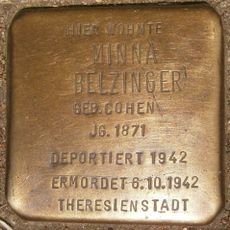 HIER WOHNTE
MINNA
BELZINGER
GEB. COHEN
JG. 1871
DEPORTIERT 1942
ERMORDET 6.10.1942
THERESIENSTADT